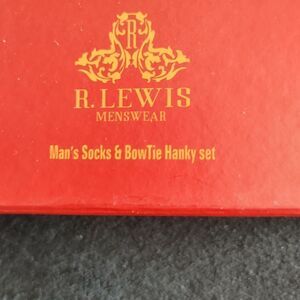 R
R. LEWIS
MENSWEAR
Man's Socks & BowTie Hanky set